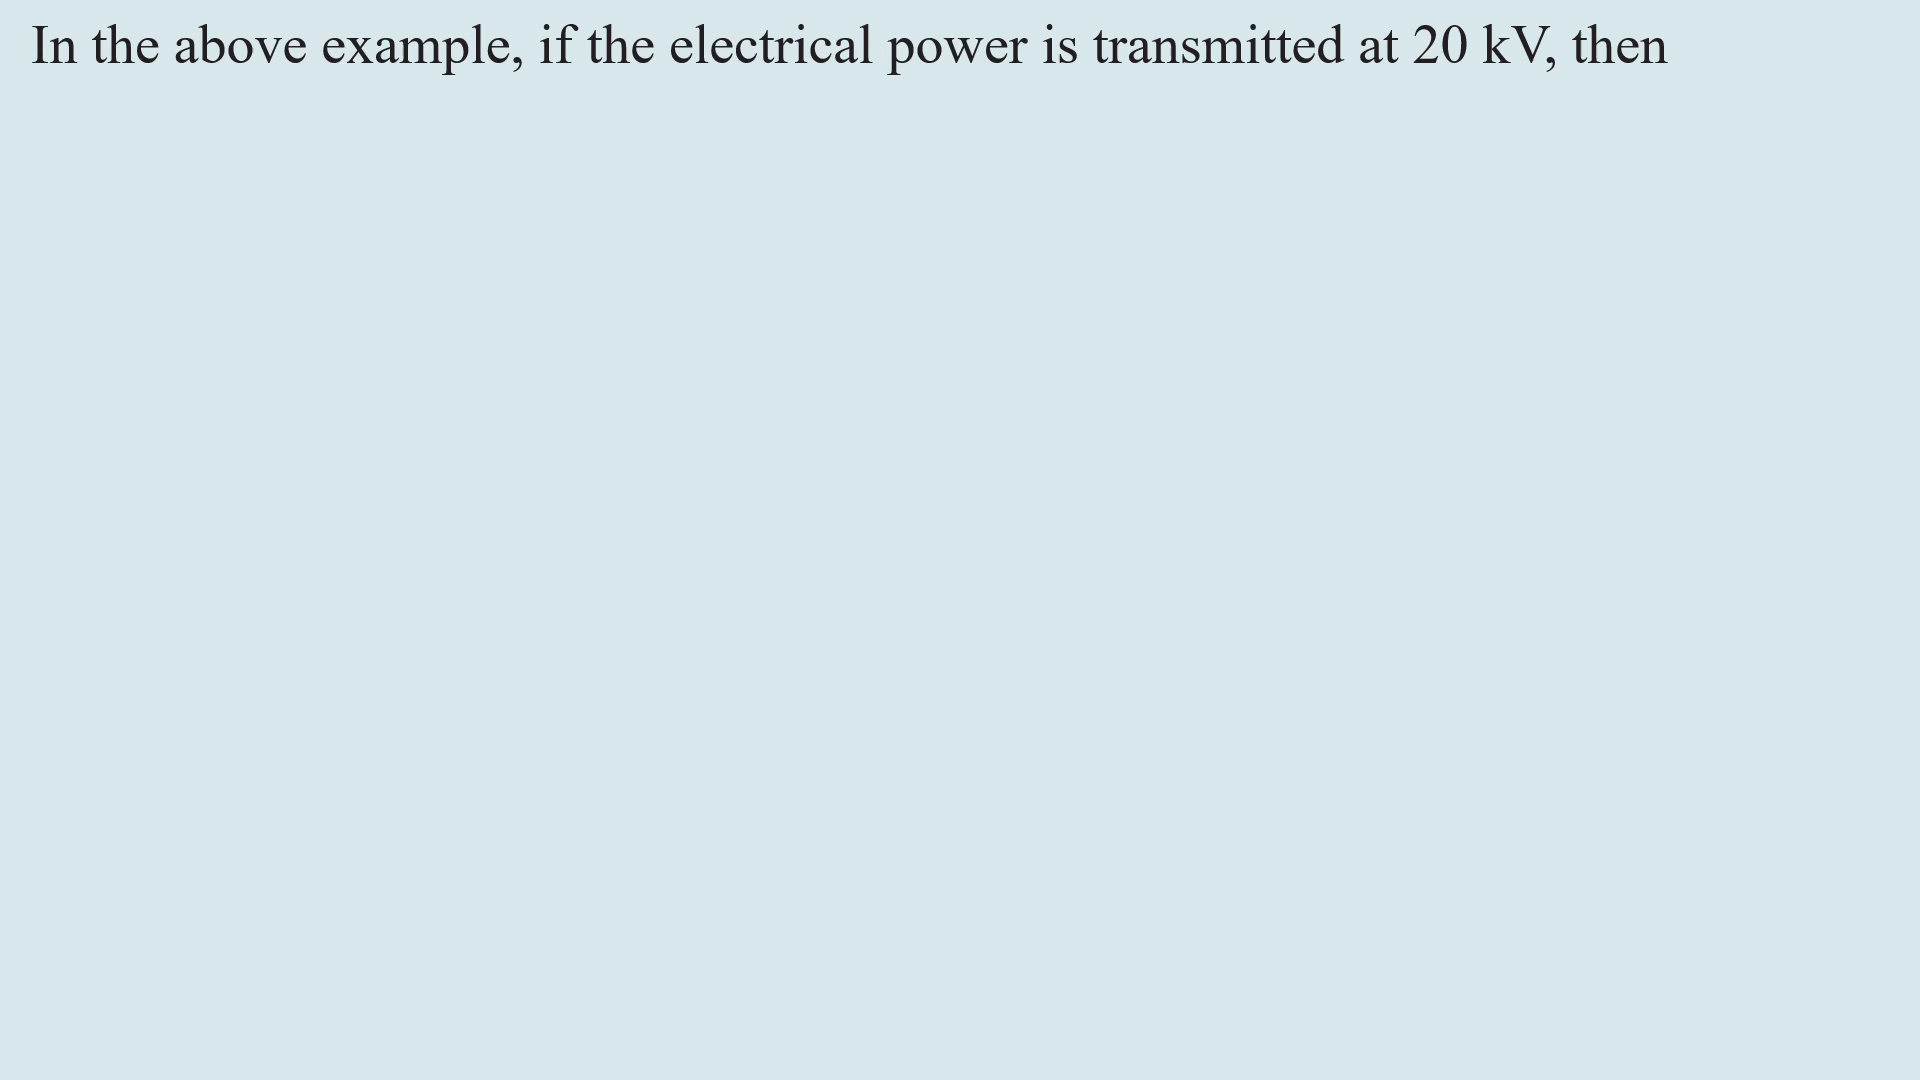 In the above example, if the electrical power is transmitted at 20 kV, then